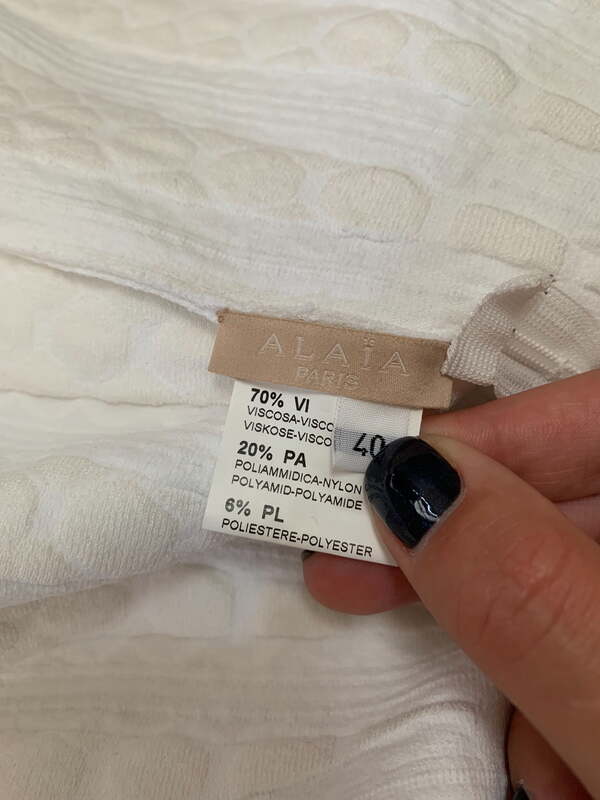 ALAÏA
PARIS
70% VI
VISCOSA-VISCO
VISKOSE-VISCO
40
20% PA
POLIAMMIDICA-NYLON
POLYAMID-POLYAMIDE
6% PL
POLIESTERE-POLYESTER